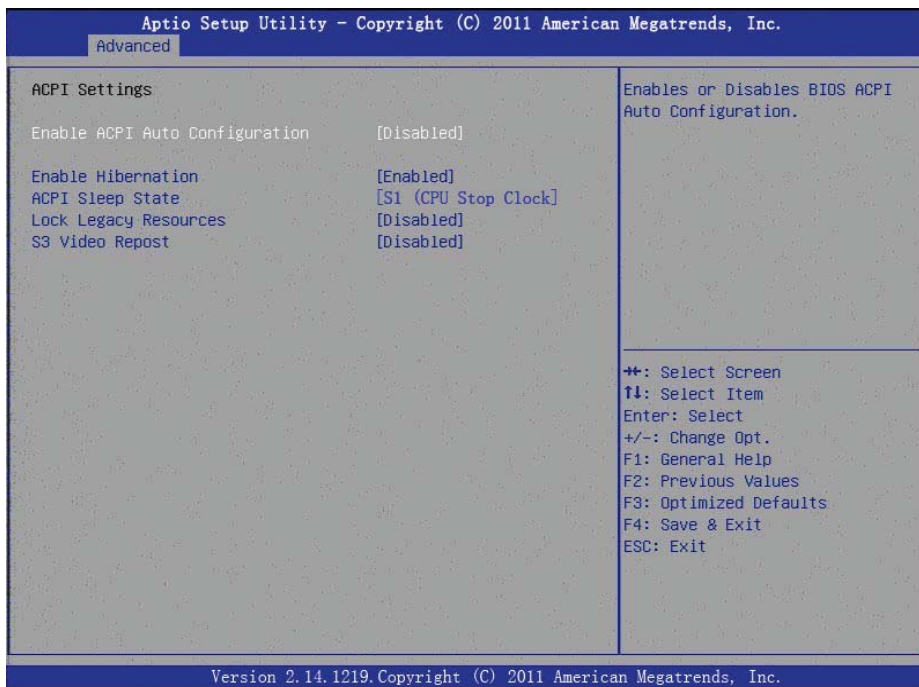 Aptio Setup Utility - Copyright (C) 2011 American Megatrends, Inc.
Advanced
ACPI Settings
Enable ACPI Auto Configuration [Disabled]
Enable Hibernation [Enabled]
ACPI Sleep State [S1 (CPU Stop Clock]
Lock Legacy Resources [Disabled]
S3 Video Repost [Disabled]
Enables or Disables BIOS ACPI
Auto Configuration.
→←: Select Screen
↑↓: Select Item
Enter: Select
+/-: Change Opt.
F1: General Help
F2: Previous Values
F3: Optimized Defaults
F4: Save & Exit
ESC: Exit
Version 2.14.1219.Copyright (C) 2011 American Megatrends, Inc.